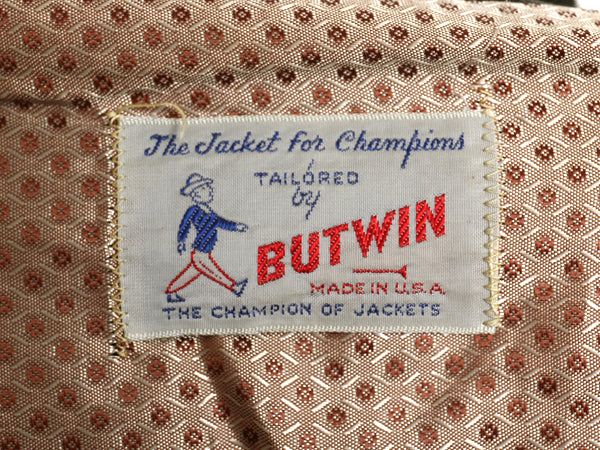 The Jacket for Champions
TAILORED
by
BUTWIN
MADE IN U.S.A.
THE CHAMPION OF JACKETS